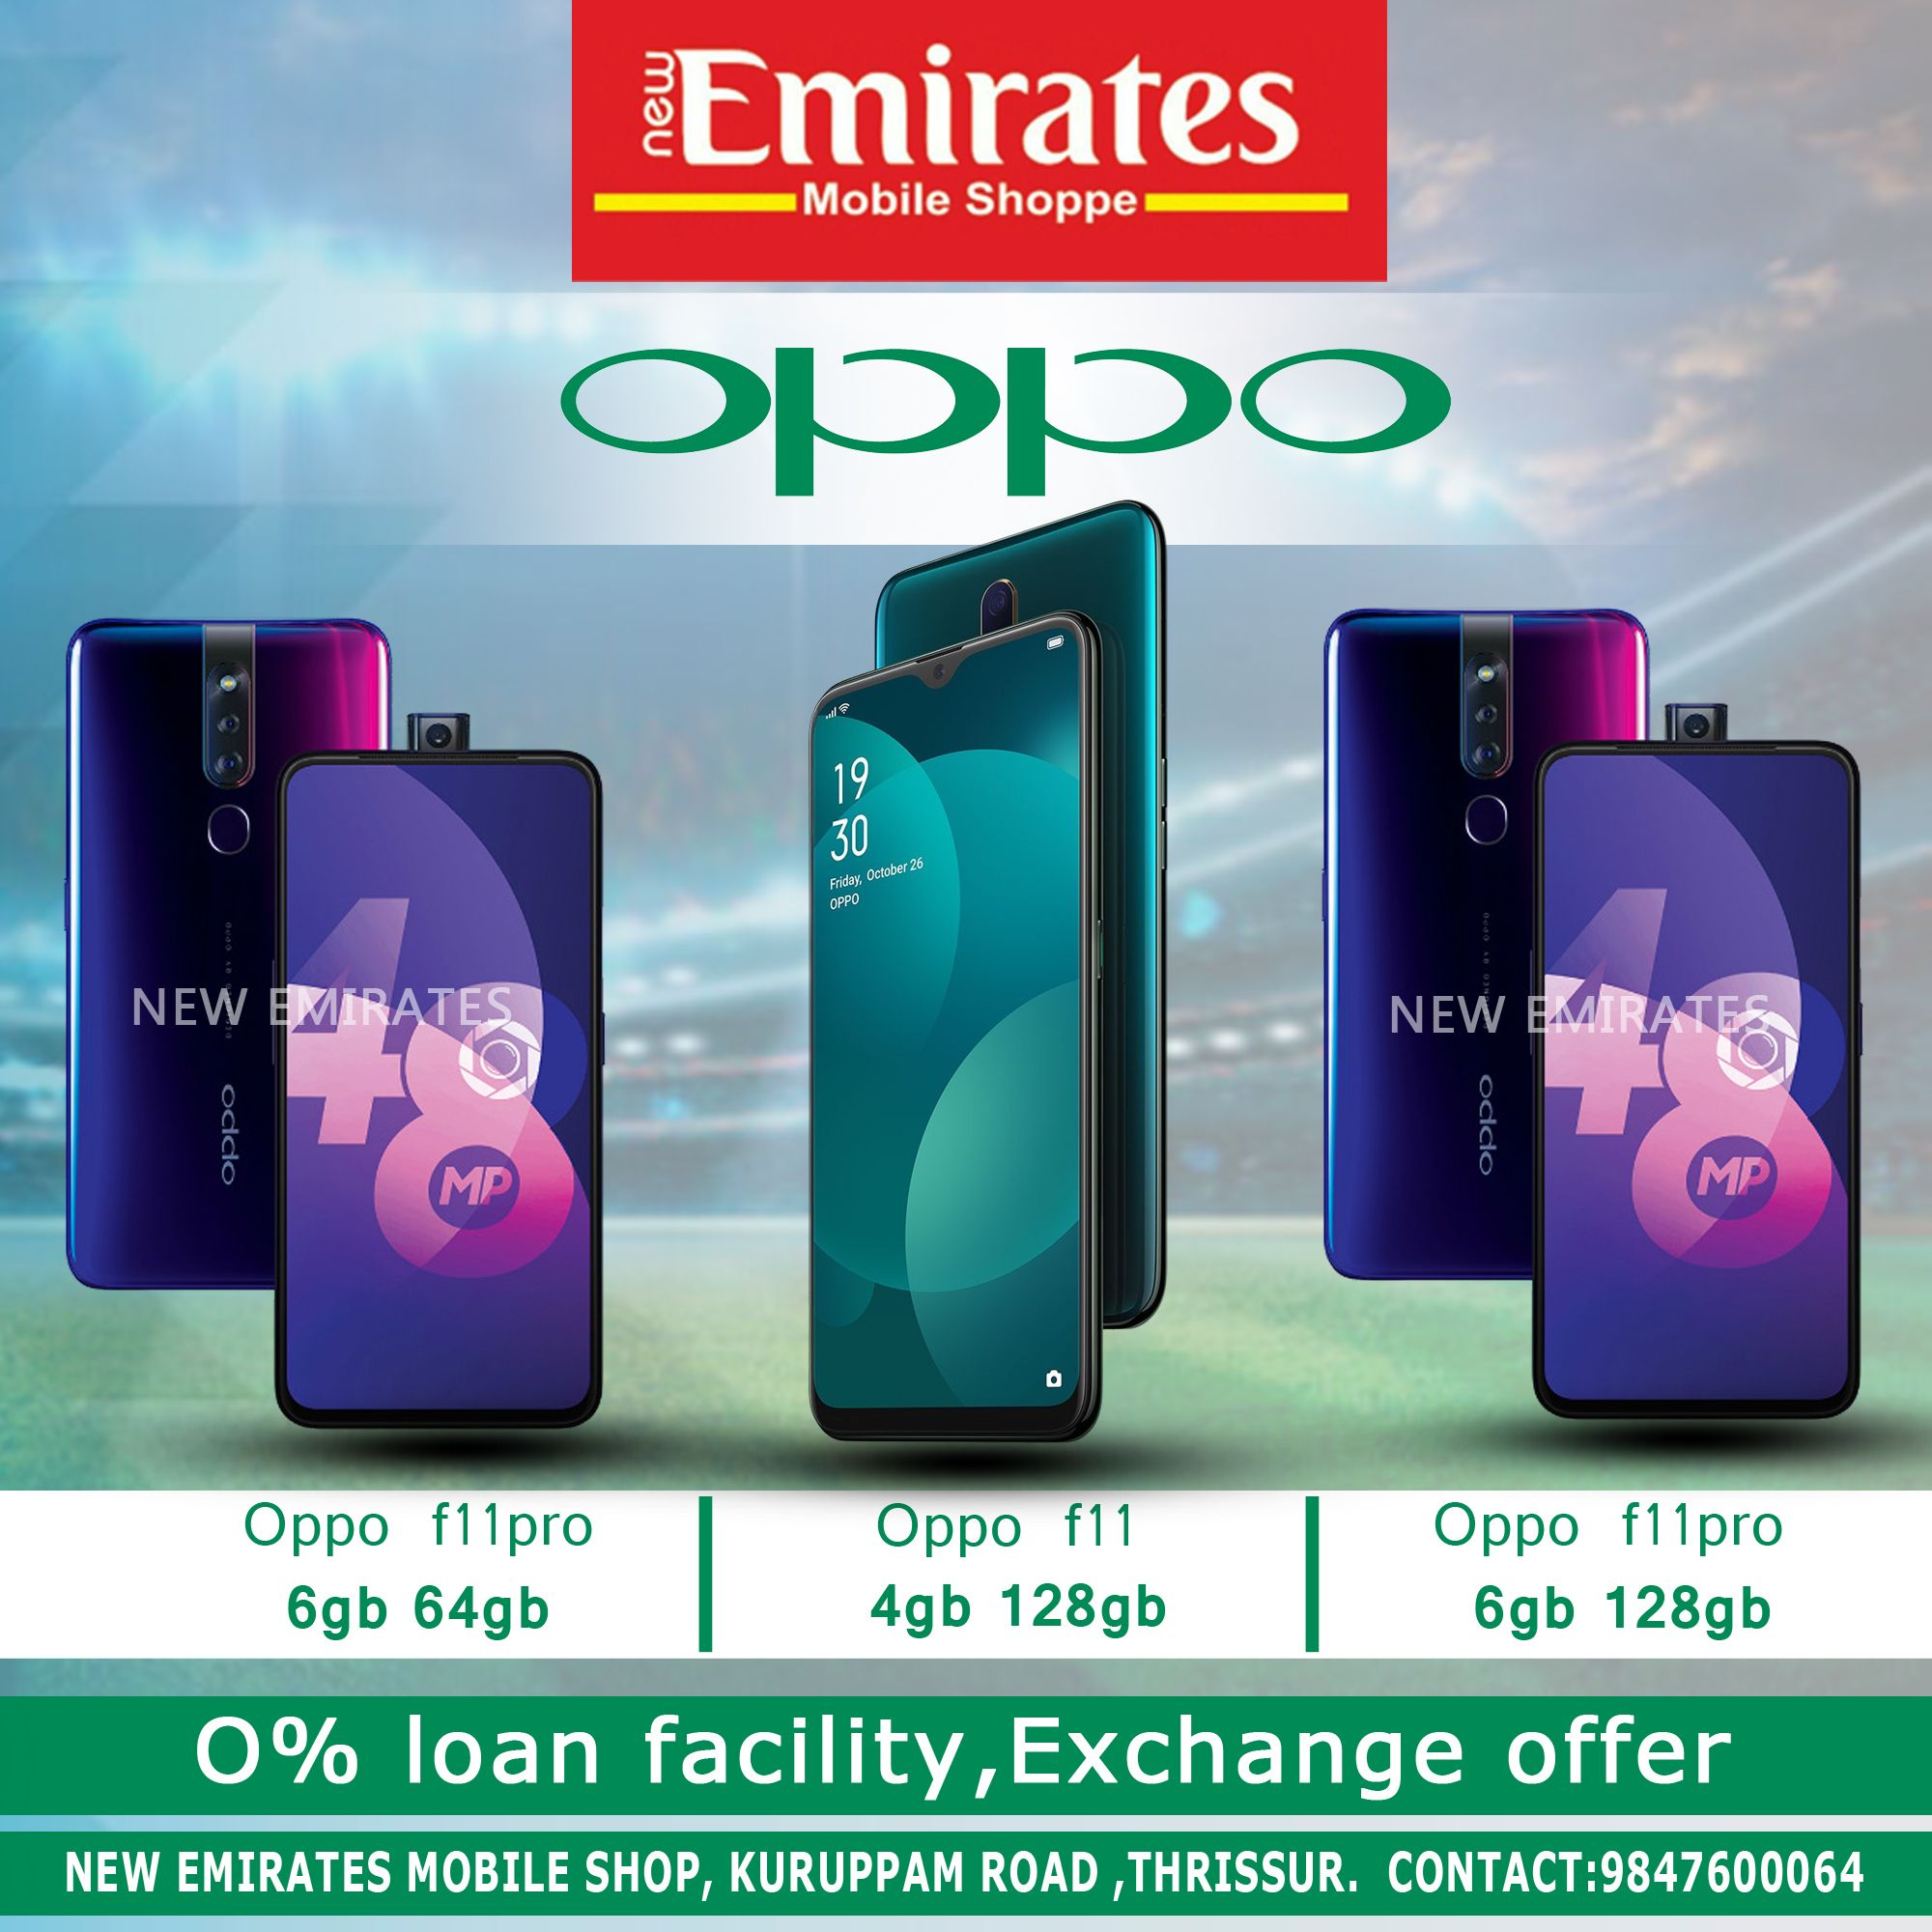 new Emirates
Mobile Shoppe
oppo
19
30
Friday, October 26
OPPO
48
MP
oppo
NEW EMIRATES
48
MP
oppo
NEW EMIRATES
Oppo f11pro
6gb 64gb
Oppo f11
4gb 128gb
Oppo f11pro
6gb 128gb
0% loan facility,Exchange offer
NEW EMIRATES MOBILE SHOP, KURUPPAM ROAD ,THRISSUR. CONTACT:9847600064